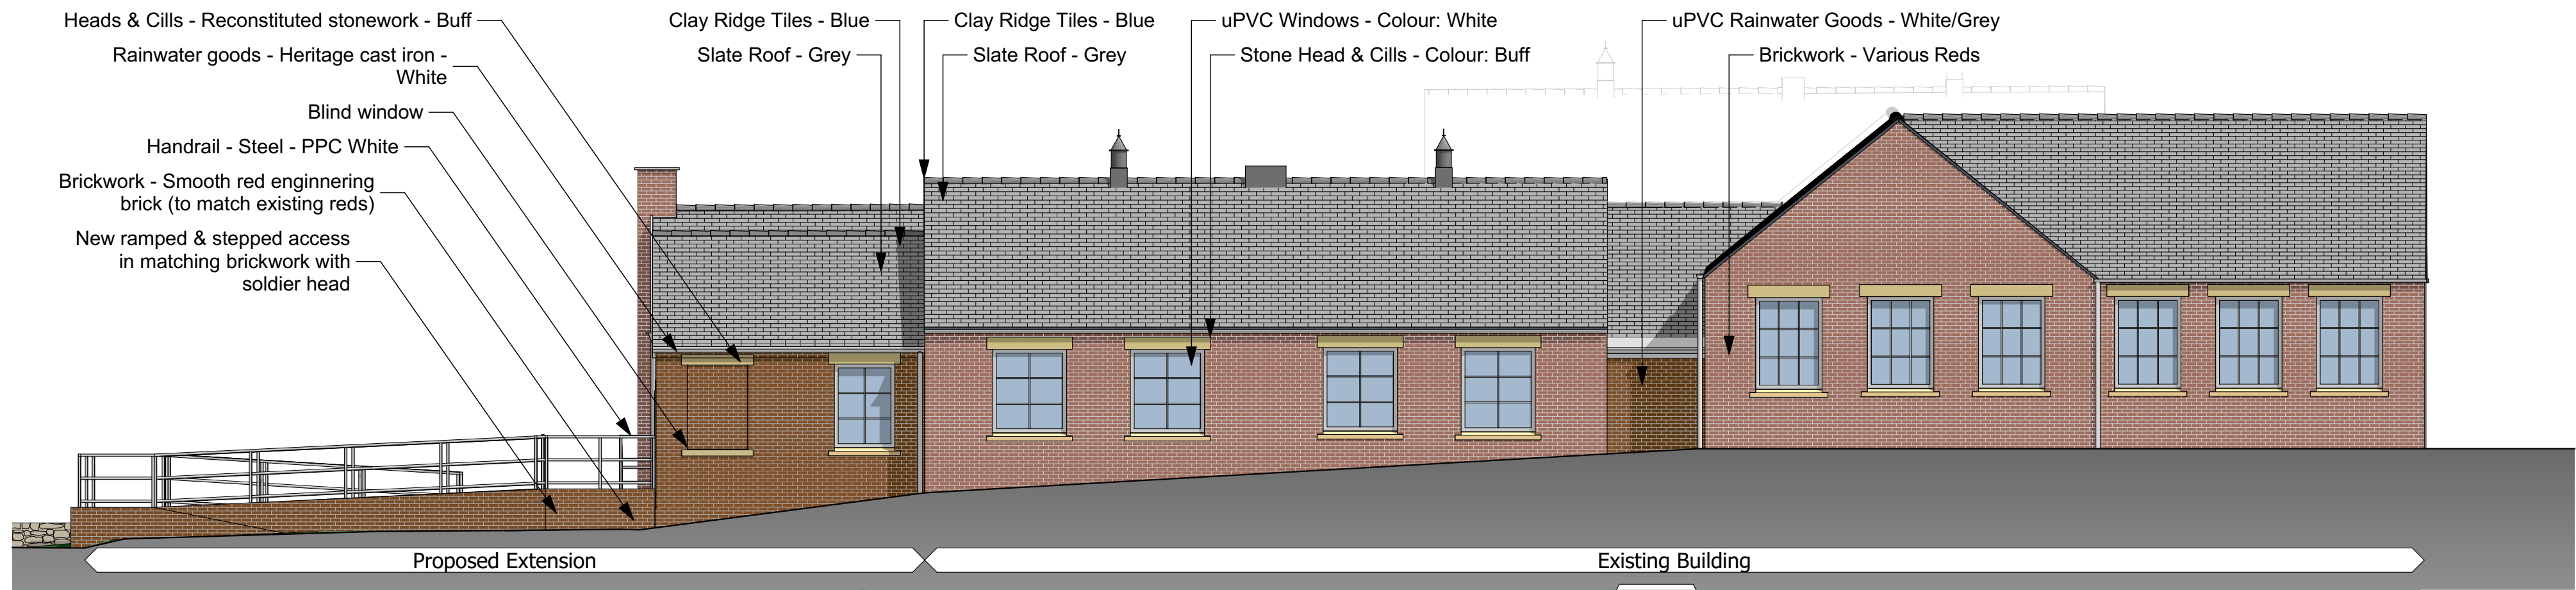 Heads & Cills - Reconstituted stonework - Buff
Rainwater goods - Heritage cast iron -
White
Blind window
Handrail - Steel - PPC White
Brickwork - Smooth red enginnering
brick (to match existing reds)
New ramped & stepped access
in matching brickwork with
soldier head
Clay Ridge Tiles - Blue
Slate Roof - Grey
Clay Ridge Tiles - Blue
Slate Roof - Grey
uPVC Windows - Colour: White
Stone Head & Cills - Colour: Buff
uPVC Rainwater Goods - White/Grey
Brickwork - Various Reds
Proposed Extension
Existing Building